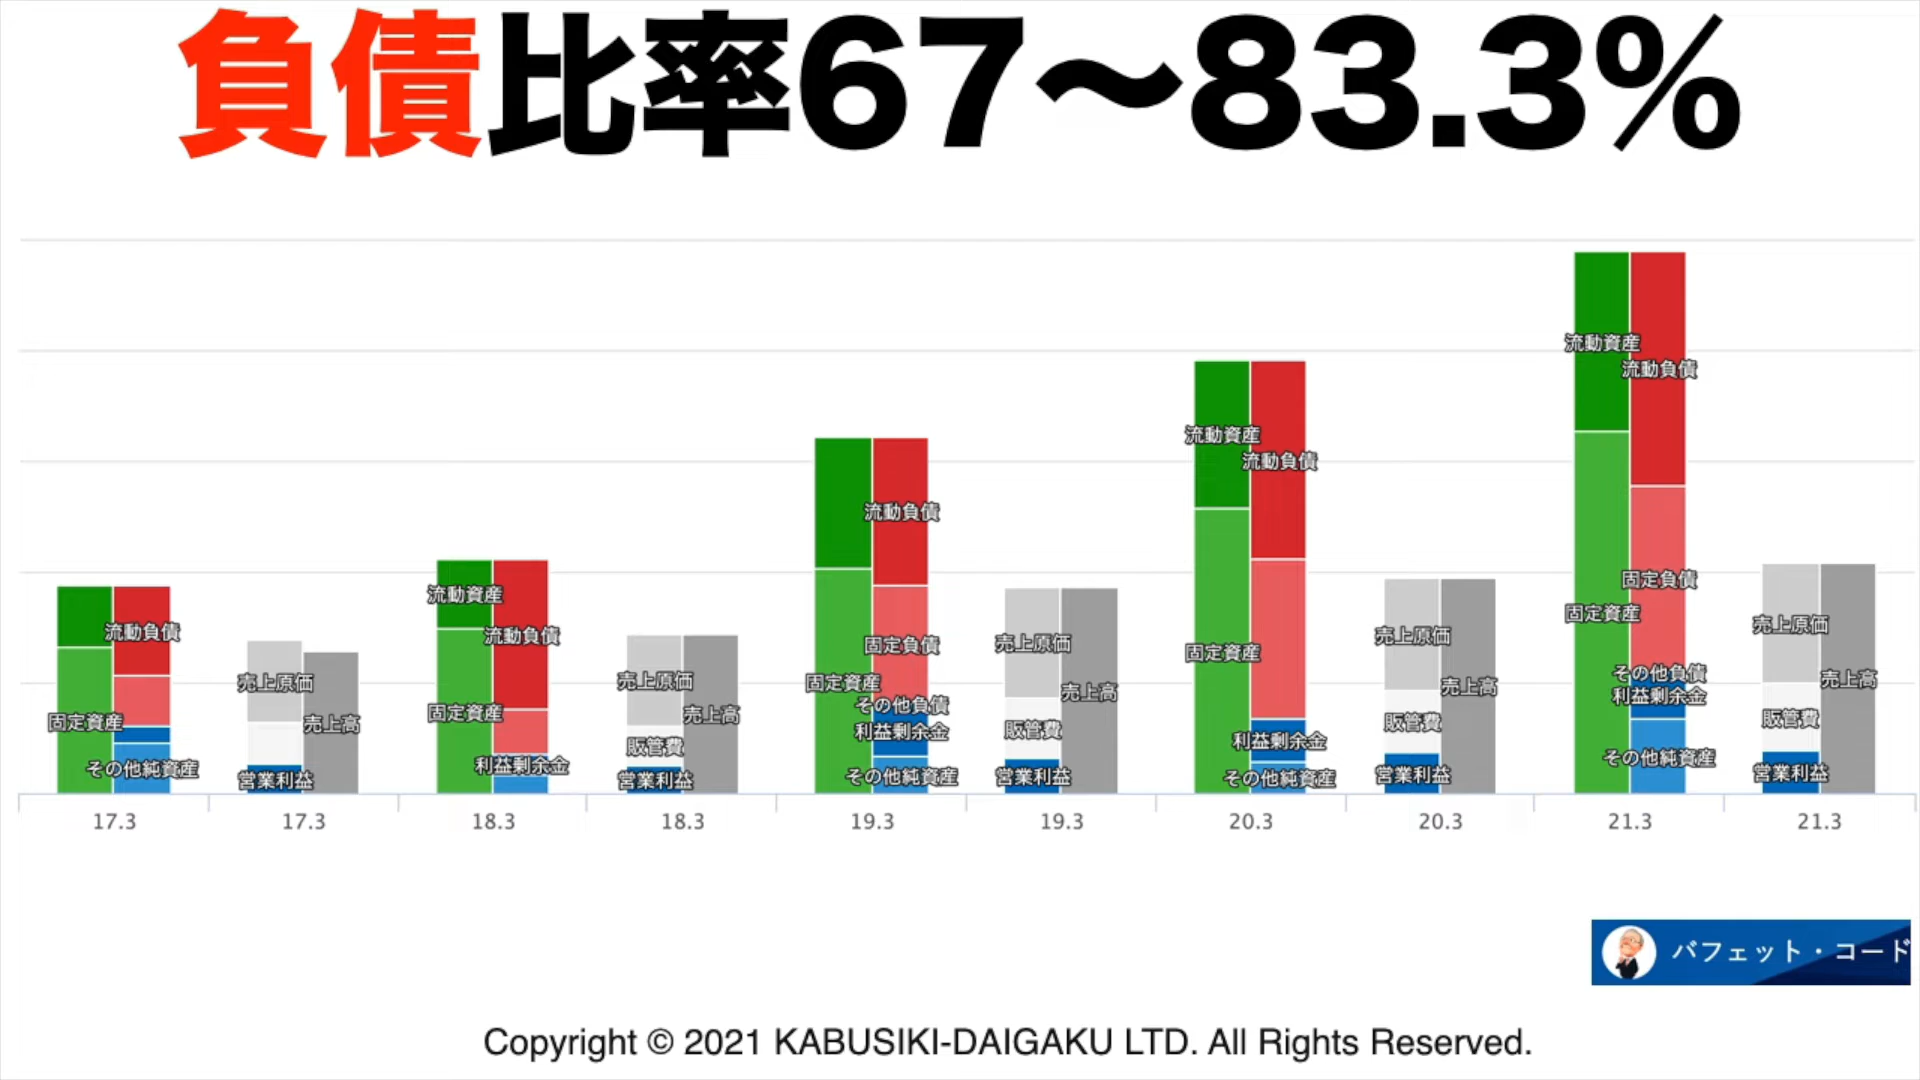 負債比率67〜83.3%
流動負債
固定資産
その他純資産
売上原価
売上高
営業利益
流動資産
流動負債
固定資産
利益剰余金
売上原価
売上高
販管費
営業利益
流動負債
固定負債
固定資産
その他負債
利益剰余金
その他純資産
売上原価
売上高
販管費
営業利益
流動資産
流動負債
固定資産
利益剰余金
その他純資産
売上原価
売上高
販管費
営業利益
流動資産
流動負債
固定負債
固定資産
その他負債
利益剰余金
その他純資産
売上原価
売上高
販管費
営業利益
17.3 17.3 18.3 18.3 19.3 19.3 20.3 20.3 21.3 21.3
バフェット・コード
Copyright © 2021 KABUSIKI-DAIGAKU LTD. All Rights Reserved.